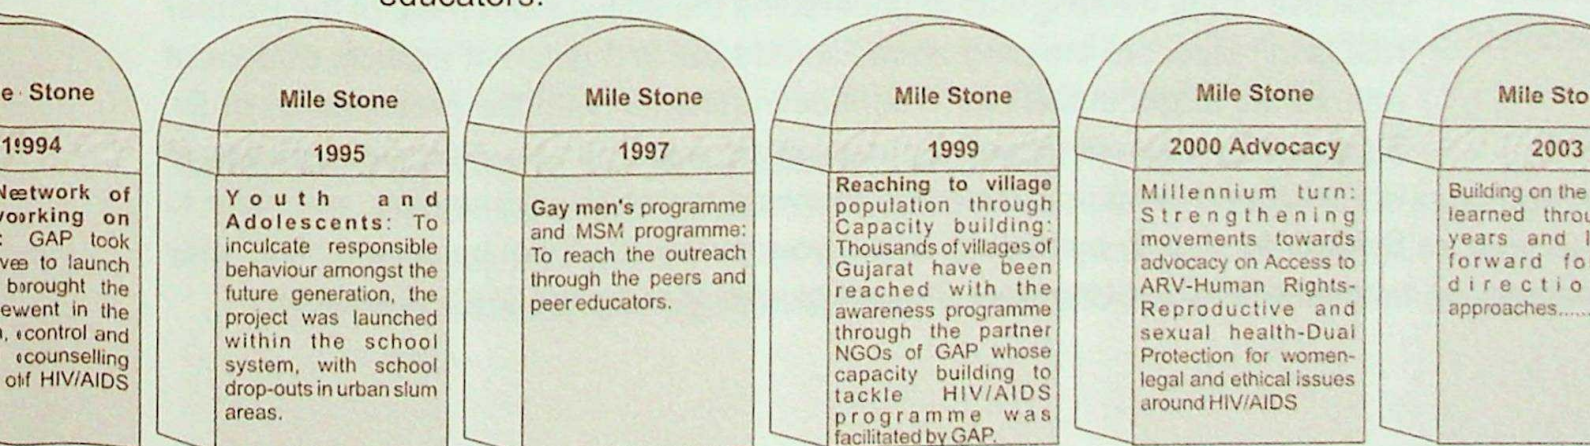 educators.
e Stone
1994
Network of
working on
: GAP took
to launch
brought the
in the
, control and
counselling
of HIV/AIDS
Mile Stone
1995
Youth and
Adolescents: To
inculcate responsible
behaviour amongst the
future generation, the
project was launched
within the school
system, with school
drop-outs in urban slum
areas.
Mile Stone
1997
Gay men's programme
and MSM programme:
To reach the outreach
through the peers and
peer educators.
Mile Stone
1999
Reaching to village
population through
Capacity building:
Thousands of villages of
Gujarat have been
reached with the
awareness programme
through the partner
NGOs of GAP whose
capacity building to
tackle HIV/AIDS
programme was
facilitated by GAP.
Mile Stone
2000 Advocacy
Millennium turn:
Strengthening
movements towards
advocacy on Access to
ARV-Human Rights-
Reproductive and
sexual health-Dual
Protection for women-
legal and ethical issues
around HIV/AIDS
Mile Sto
2003
Building on the
learned throu
years and l
forward fo
directio
approaches......